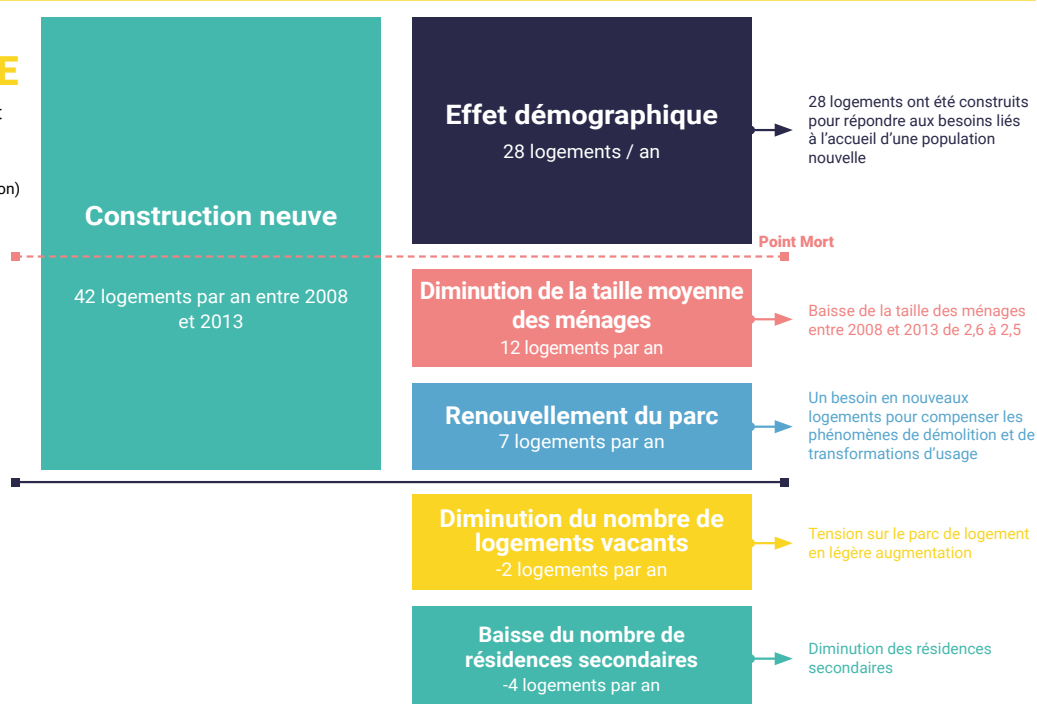 E
on)
Construction neuve
42 logements par an entre 2008
et 2013
Effet démographique
28 logements / an
28 logements ont été construits
pour répondre aux besoins liés
à l’accueil d’une population
nouvelle
Point Mort
Diminution de la taille moyenne
des ménages
12 logements par an
Baisse de la taille des ménages
entre 2008 et 2013 de 2,6 à 2,5
Renouvellement du parc
7 logements par an
Un besoin en nouveaux
logements pour compenser les
phénomènes de démolition et de
transformations d’usage
Diminution du nombre de
logements vacants
-2 logements par an
Tension sur le parc de logement
en légère augmentation
Baisse du nombre de
résidences secondaires
-4 logements par an
Diminution des résidences
secondaires